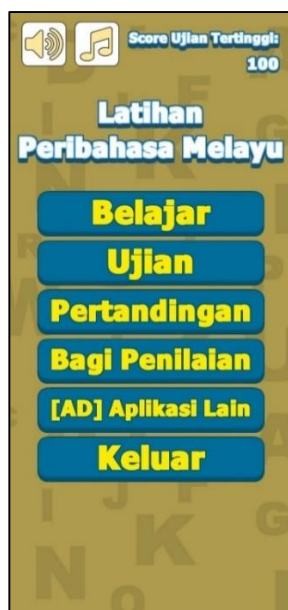 Score Ujian Tertinggi:
100
Latihan
Peribahasa Melayu
Belajar
Ujian
Pertandingan
Bagi Penilaian
[AD] Aplikasi Lain
Keluar